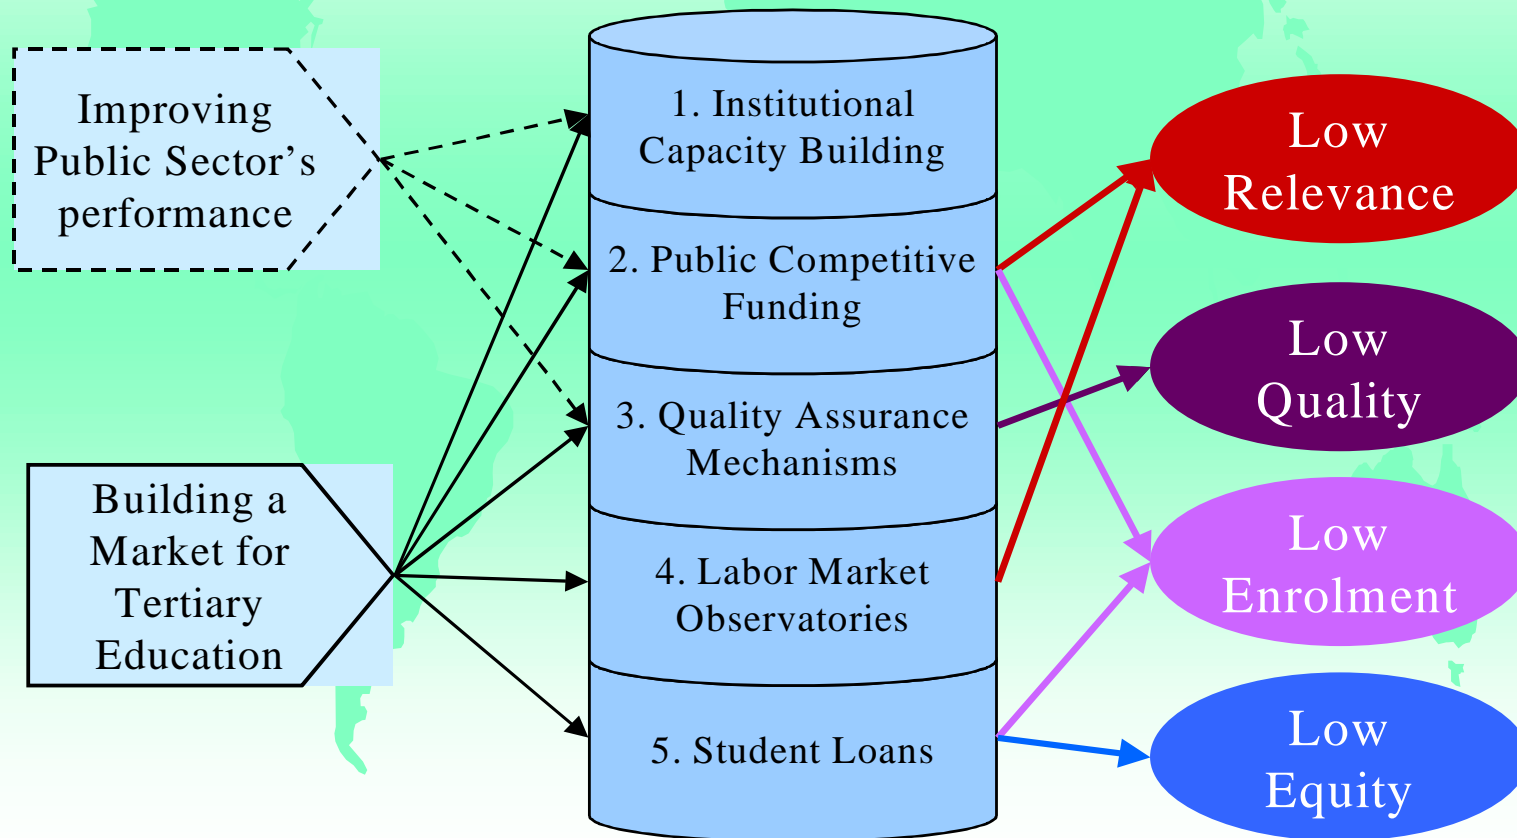 Improving
Public Sector’s
performance
Building a
Market for
Tertiary
Education
1. Institutional
Capacity Building
2. Public Competitive
Funding
3. Quality Assurance
Mechanisms
4. Labor Market
Observatories
5. Student Loans
Low
Relevance
Low
Quality
Low
Enrolment
Low
Equity